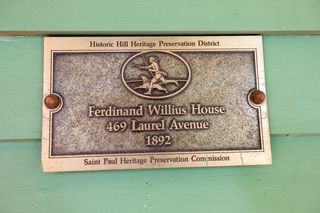 Historic Hill Heritage Preservation District
Ferdinand Willius House
469 Laurel Avenue
1892
Saint Paul Heritage Preservation Commission